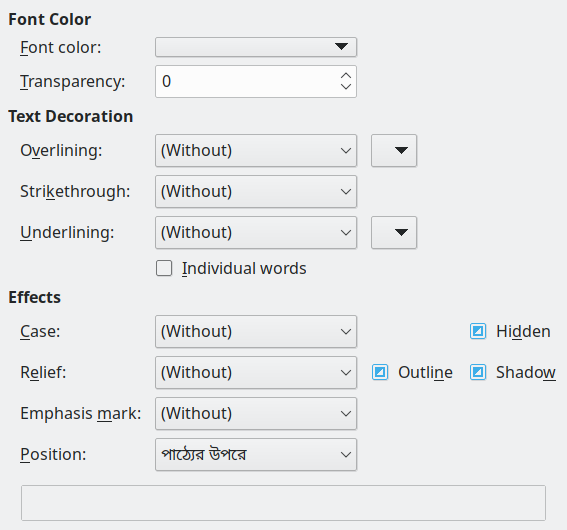 Font Color
Font color:
Transparency: 0
Text Decoration
Overlining: (Without)
Strikethrough: (Without)
Underlining: (Without)
Individual words
Effects
Case: (Without) Hidden
Relief: (Without) Outline Shadow
Emphasis mark: (Without)
Position: পাঠ্যের উপরে